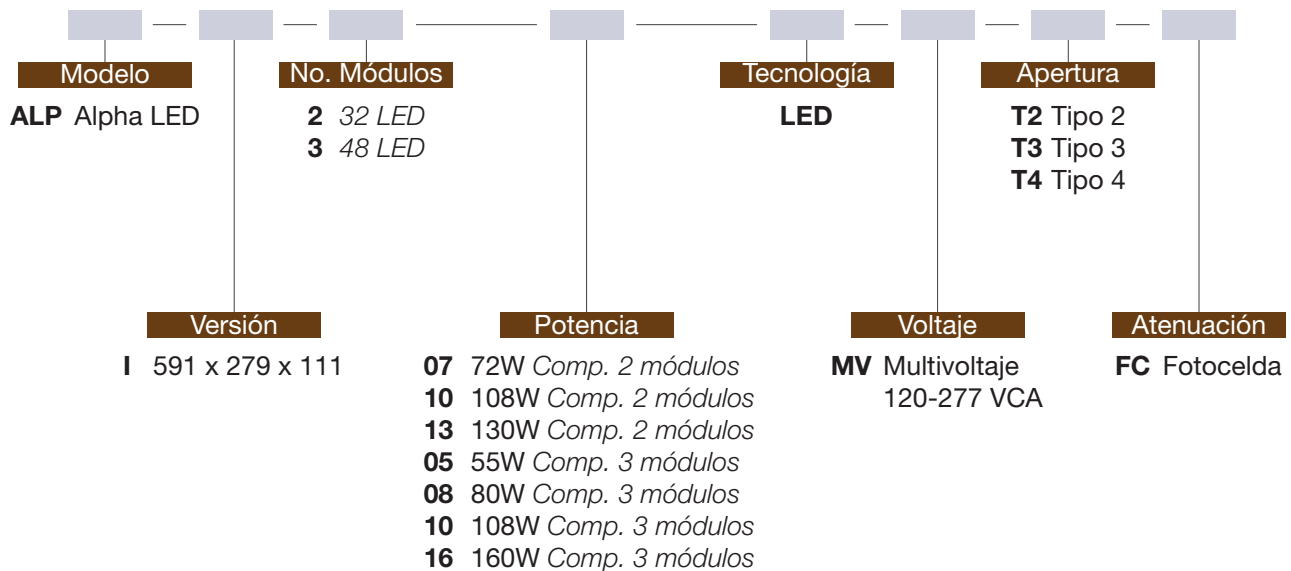 Modelo
ALP Alpha LED
No. Módulos
2 32 LED
3 48 LED
Tecnología
LED
Apertura
T2 Tipo 2
T3 Tipo 3
T4 Tipo 4
Versión
I 591 x 279 x 111
Potencia
07 72W Comp. 2 módulos
10 108W Comp. 2 módulos
13 130W Comp. 2 módulos
05 55W Comp. 3 módulos
08 80W Comp. 3 módulos
10 108W Comp. 3 módulos
16 160W Comp. 3 módulos
Voltaje
MV Multivoltaje
120-277 VCA
Atenuación
FC Fotocelda